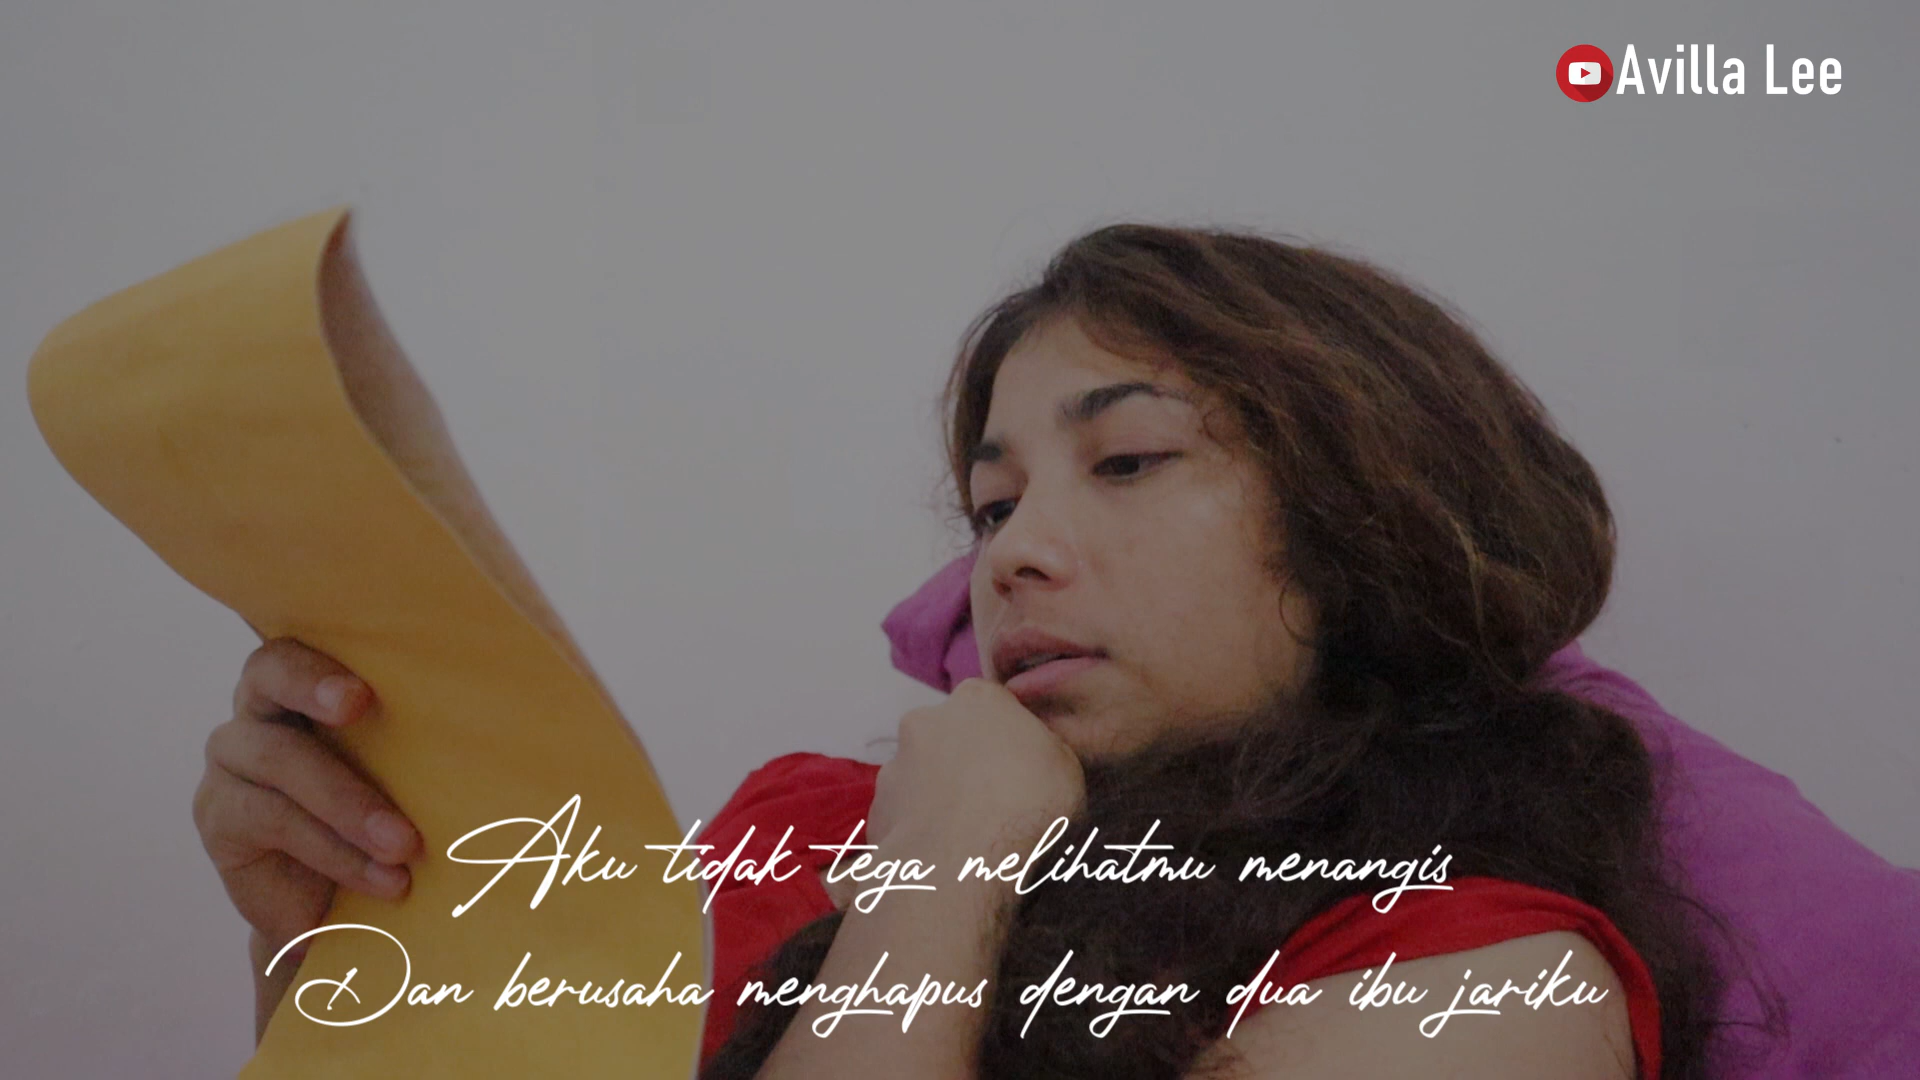 Avilla Lee
Aku tidak tega melihatmu menangis
Dan berusaha menghapus dengan dua ibu jariku